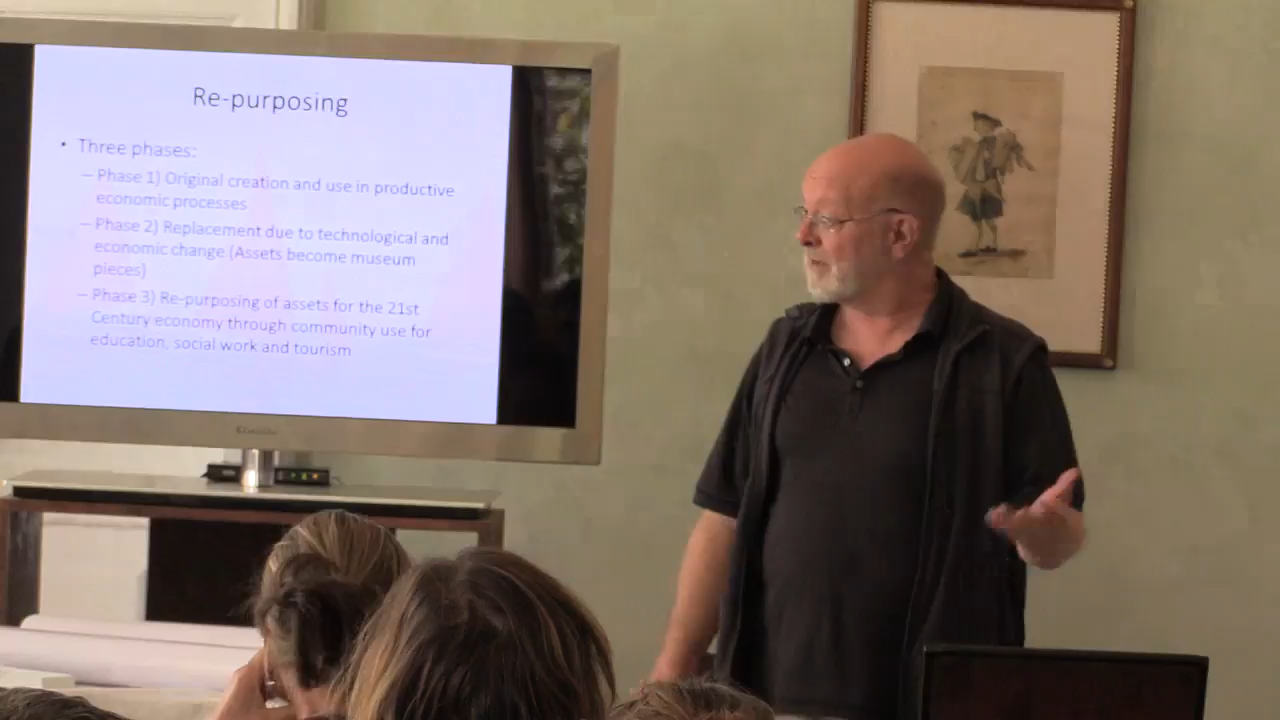 Re-purposing
• Three phases:
– Phase 1) Original creation and use in productive
economic processes
– Phase 2) Replacement due to technological and
economic change (Assets become museum
pieces)
– Phase 3) Re-purposing of assets for the 21st
Century economy through community use for
education, social work and tourism